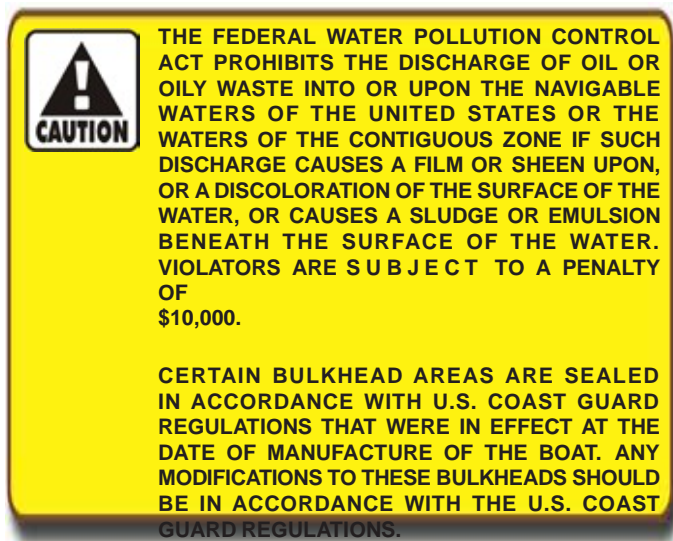 CAUTION
THE FEDERAL WATER POLLUTION CONTROL
ACT PROHIBITS THE DISCHARGE OF OIL OR
OILY WASTE INTO OR UPON THE NAVIGABLE
WATERS OF THE UNITED STATES OR THE
WATERS OF THE CONTIGUOUS ZONE IF SUCH
DISCHARGE CAUSES A FILM OR SHEEN UPON,
OR A DISCOLORATION OF THE SURFACE OF THE
WATER, OR CAUSES A SLUDGE OR EMULSION
BENEATH THE SURFACE OF THE WATER.
VIOLATORS ARE SUBJECT TO A PENALTY
OF
$10,000.
CERTAIN BULKHEAD AREAS ARE SEALED
IN ACCORDANCE WITH U.S. COAST GUARD
REGULATIONS THAT WERE IN EFFECT AT THE
DATE OF MANUFACTURE OF THE BOAT. ANY
MODIFICATIONS TO THESE BULKHEADS SHOULD
BE IN ACCORDANCE WITH THE U.S. COAST
GUARD REGULATIONS.